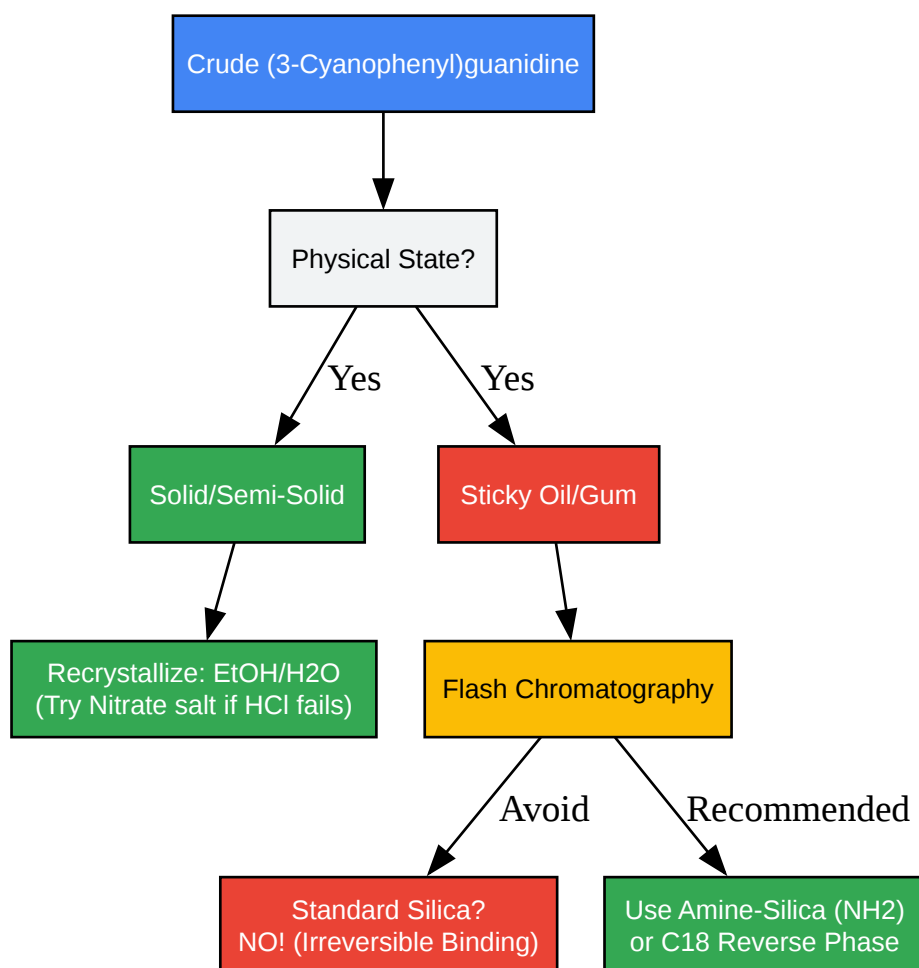 Crude (3-Cyanophenyl)guanidine
Physical State?
Yes
Yes
Solid/Semi-Solid
Sticky Oil/Gum
Recrystallize: EtOH/H2O
(Try Nitrate salt if HCl fails)
Flash Chromatography
Avoid
Recommended
Standard Silica?
NO! (Irreversible Binding)
Use Amine-Silica (NH2)
or C18 Reverse Phase